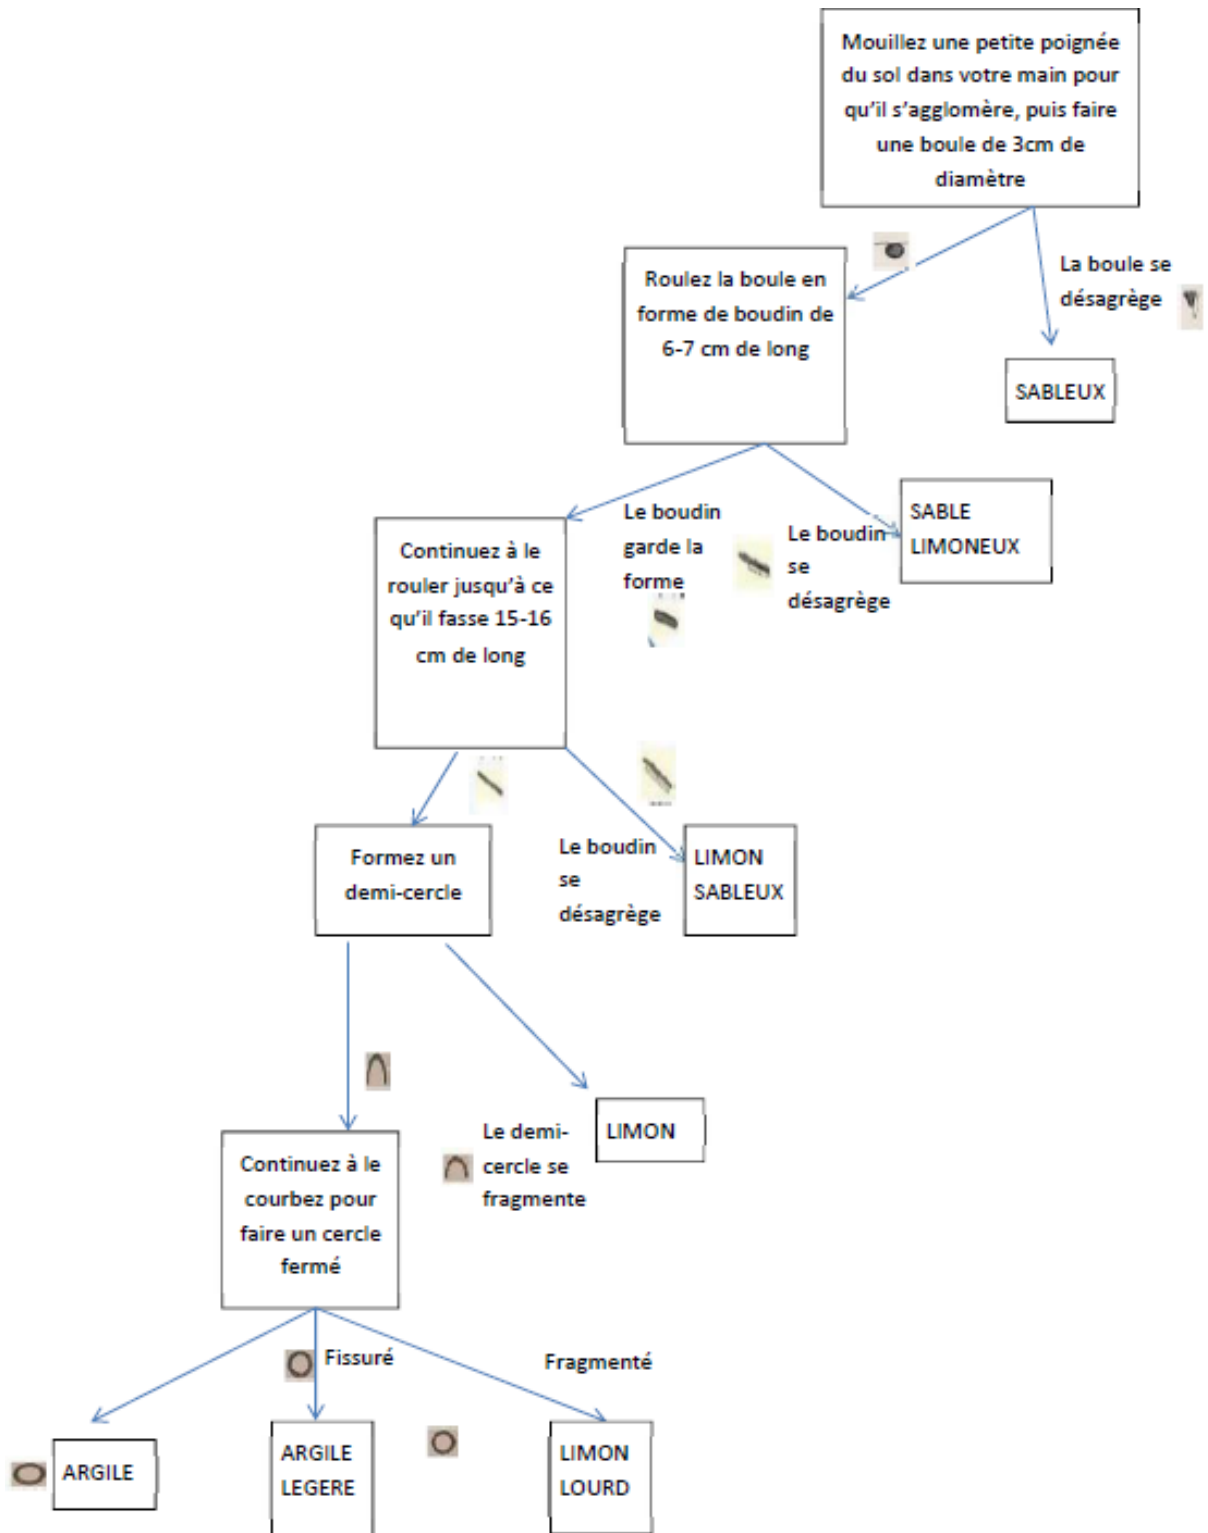 Mouillez une petite poignée
du sol dans votre main pour
qu'il s'agglomère, puis faire
une boule de 3cm de
diamètre
La boule se
désagrège
SABLEUX
Roulez la boule en
forme de boudin de
6-7 cm de long
Le boudin
garde la
forme
Le boudin
se
désagrège
SABLE
LIMONEUX
Continuez à le
rouler jusqu'à ce
qu'il fasse 15-16
cm de long
Le boudin
se
désagrège
LIMON
SABLEUX
Formez un
demi-cercle
Le demi-
cercle se
fragmente
LIMON
Continuez à le
courbez pour
faire un cercle
fermé
Fissuré
Fragmenté
ARGILE
ARGILE
LEGERE
LIMON
LOURD